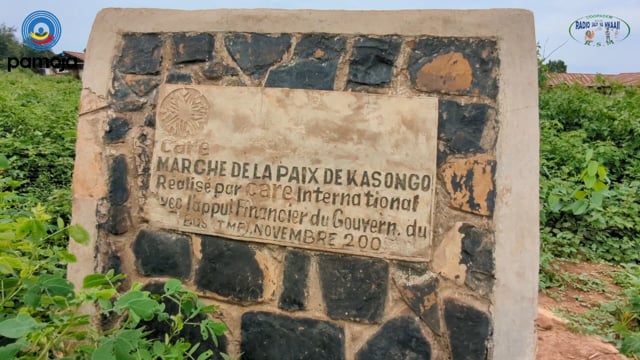 pamoja
RADIO
R S M
care
MARCHE DE LA PAIX DE KASONGO
Réalisé par care International
vec l'appui Financier du Gouvern. du
NOVEMBRE 200